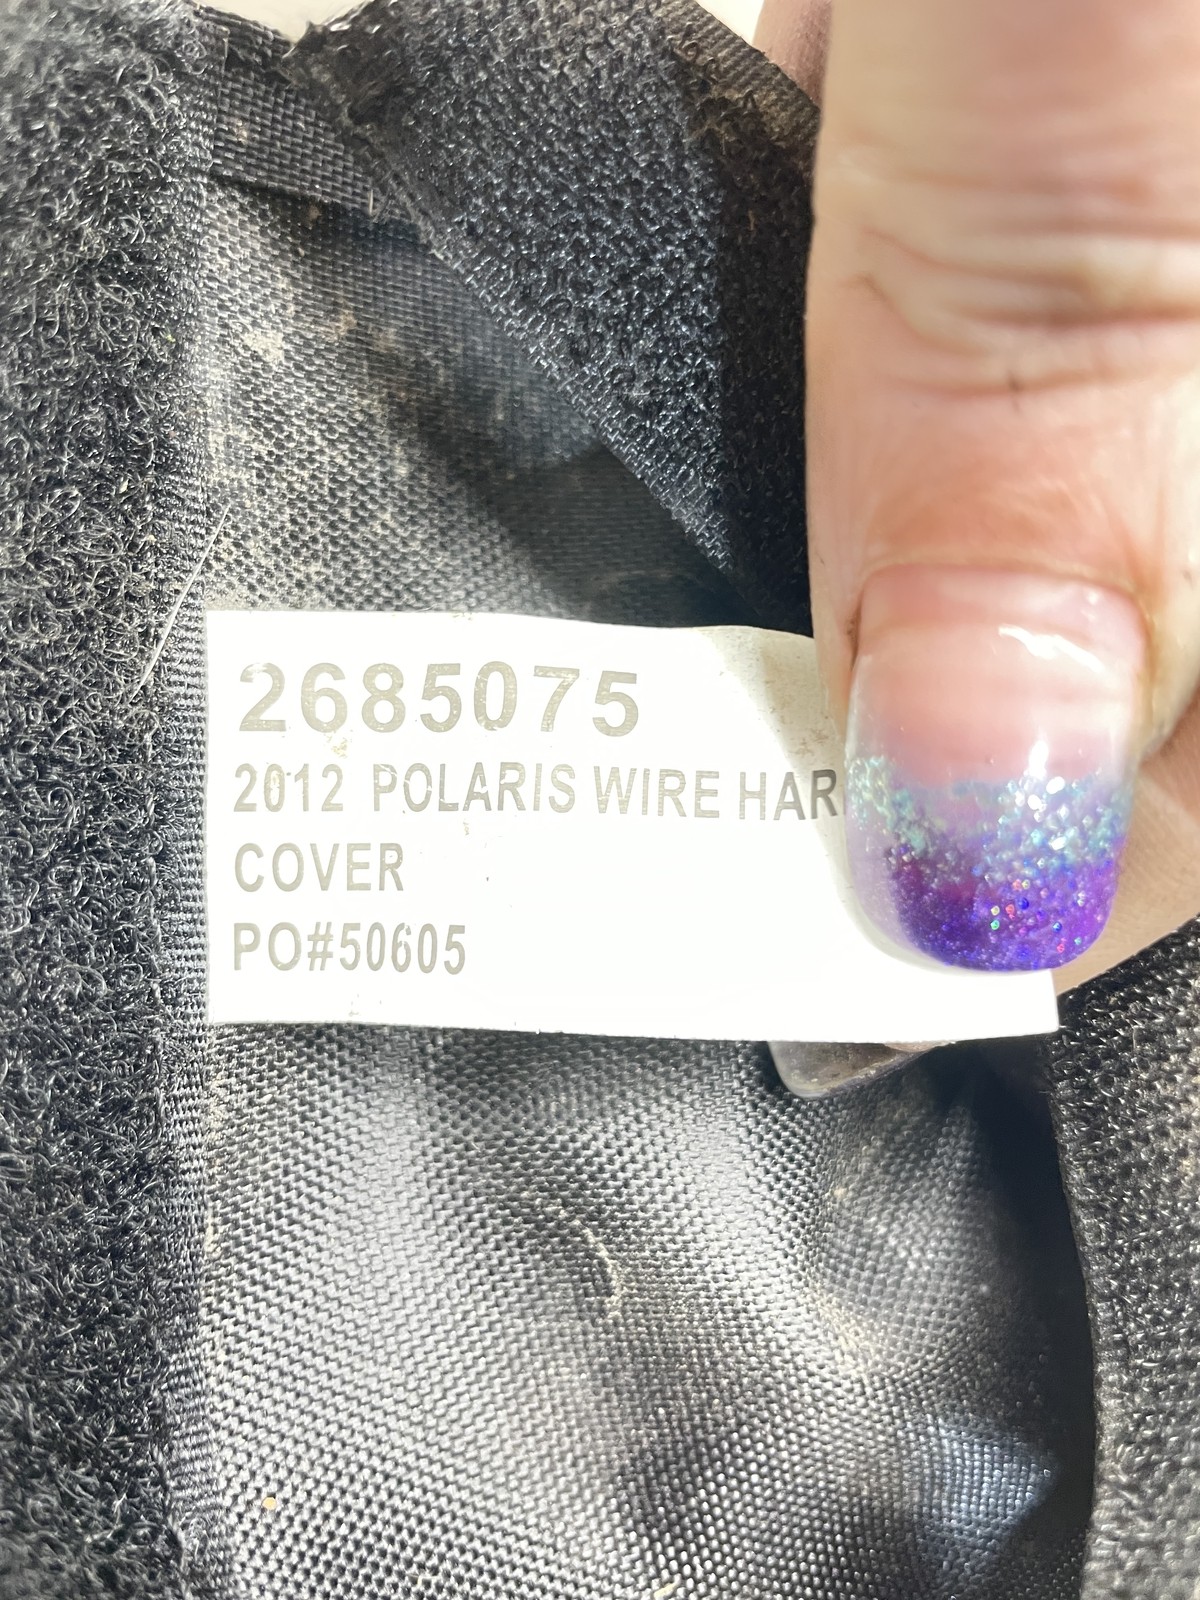 2685075
2012 POLARIS WIRE HAR
COVER
PO#50605